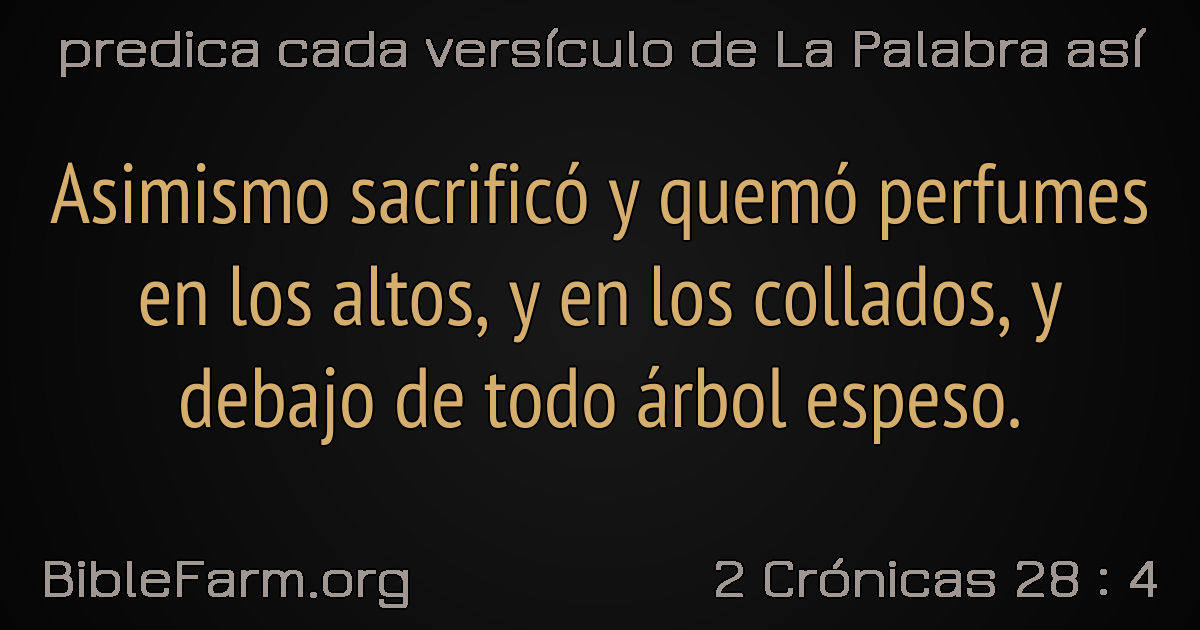 predica cada versículo de La Palabra así
Asimismo sacrificó y quemó perfumes
en los altos, y en los collados, y
debajo de todo árbol espeso.
BibleFarm.org
2 Crónicas 28 : 4